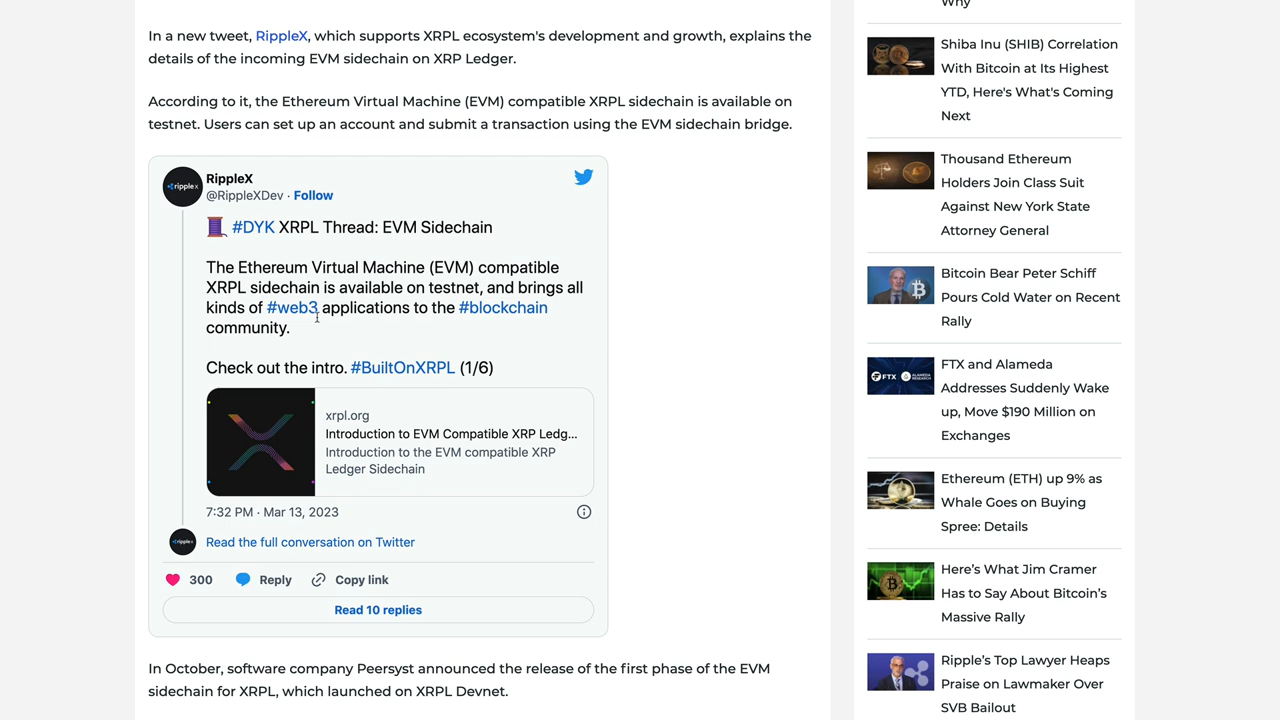 In a new tweet, RippleX, which supports XRPL ecosystem's development and growth, explains the
details of the incoming EVM sidechain on XRP Ledger.
According to it, the Ethereum Virtual Machine (EVM) compatible XRPL sidechain is available on
testnet. Users can set up an account and submit a transaction using the EVM sidechain bridge.
ripple x
RippleX
@RippleXDev · Follow
🧵 #DYK XRPL Thread: EVM Sidechain
The Ethereum Virtual Machine (EVM) compatible
XRPL sidechain is available on testnet, and brings all
kinds of #web3 applications to the #blockchain
community.
Check out the intro. #BuiltOnXRPL (1/6)
xrpl.org
Introduction to EVM Compatible XRP Ledg...
Introduction to the EVM compatible XRP
Ledger Sidechain
7:32 PM · Mar 13, 2023
Read the full conversation on Twitter
300 Reply Copy link
Read 10 replies
In October, software company Peersyst announced the release of the first phase of the EVM
sidechain for XRPL, which launched on XRPL Devnet.
Why
Shiba Inu (SHIB) Correlation
With Bitcoin at Its Highest
YTD, Here's What's Coming
Next
Thousand Ethereum
Holders Join Class Suit
Against New York State
Attorney General
Bitcoin Bear Peter Schiff
Pours Cold Water on Recent
Rally
FTX ALAMEDA RESEARCH
FTX and Alameda
Addresses Suddenly Wake
up, Move $190 Million on
Exchanges
Ethereum (ETH) up 9% as
Whale Goes on Buying
Spree: Details
Here's What Jim Cramer
Has to Say About Bitcoin's
Massive Rally
Ripple's Top Lawyer Heaps
Praise on Lawmaker Over
SVB Bailout